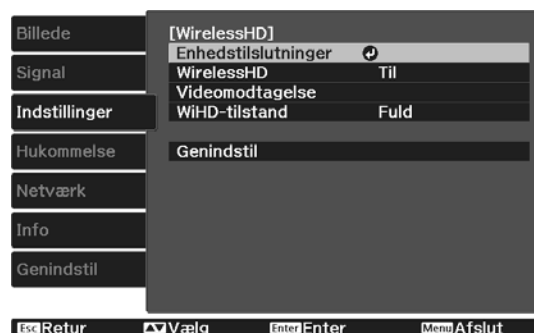 Billede
Signal
Indstillinger
Hukommelse
Netværk
Info
Genindstil
[WirelessHD]
Enhedstilslutninger
WirelessHD Til
Videomodtagelse
WiHD-tilstand Fuld
Genindstil
Esc Retur Vælg Enter Enter Menu Afslut